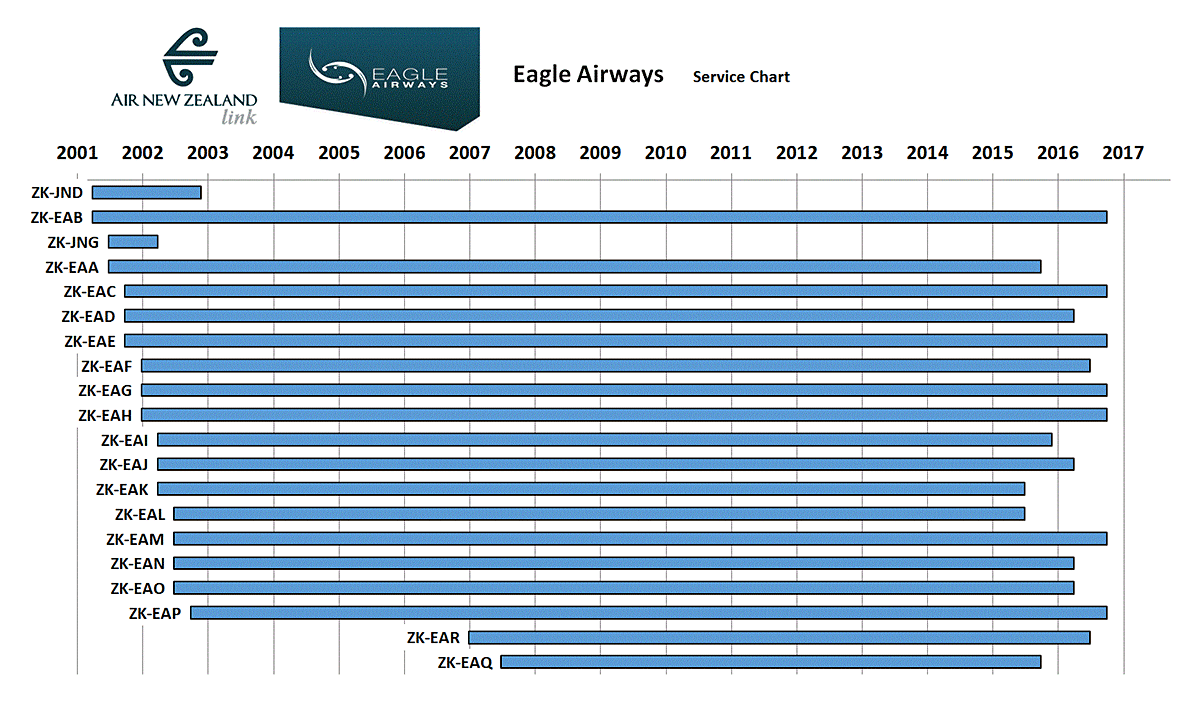 AIR NEW ZEALAND
link
EAGLE
AIRWAYS
Eagle Airways Service Chart
2001 2002 2003 2004 2005 2006 2007 2008 2009 2010 2011 2012 2013 2014 2015 2016 2017
ZK-JND
ZK-EAB
ZK-JNG
ZK-EAA
ZK-EAC
ZK-EAD
ZK-EAE
ZK-EAF
ZK-EAG
ZK-EAH
ZK-EAI
ZK-EAJ
ZK-EAK
ZK-EAL
ZK-EAM
ZK-EAN
ZK-EAO
ZK-EAP
ZK-EAR
ZK-EAQ